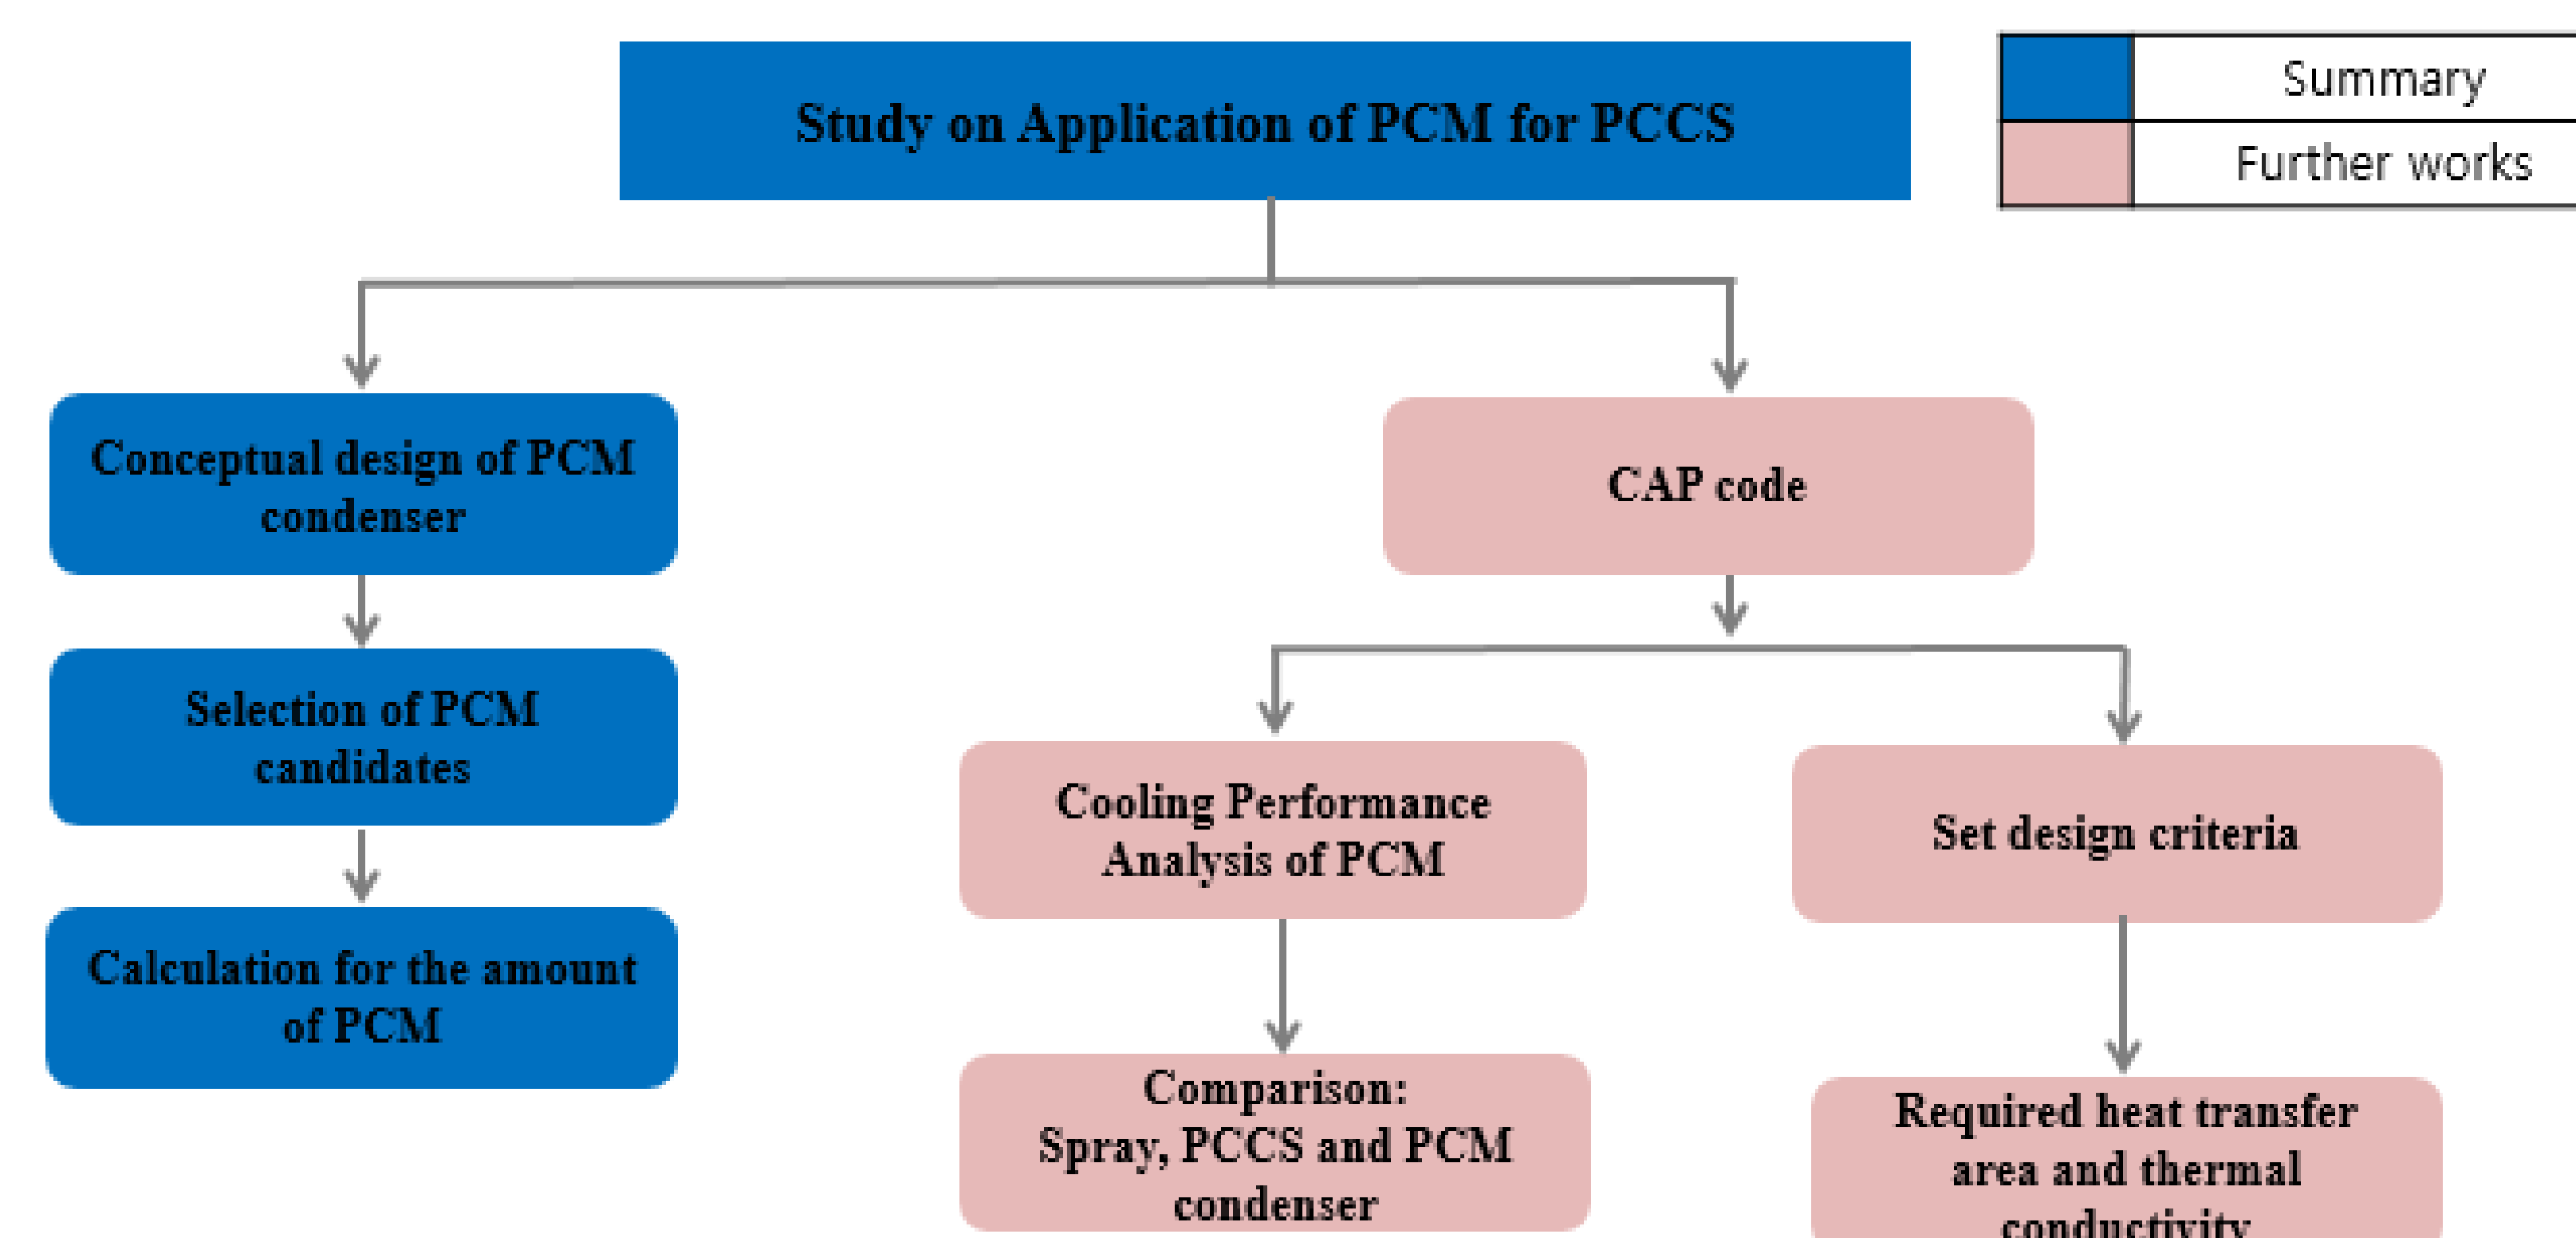 Study on Application of PCM for PCCS
Summary
Further works
Conceptual design of PCM
condenser
CAP code
Selection of PCM
candidates
Cooling Performance
Analysis of PCM
Set design criteria
Calculation for the amount
of PCM
Comparison:
Spray, PCCS and PCM
condenser
Required heat transfer
area and thermal
conductivity